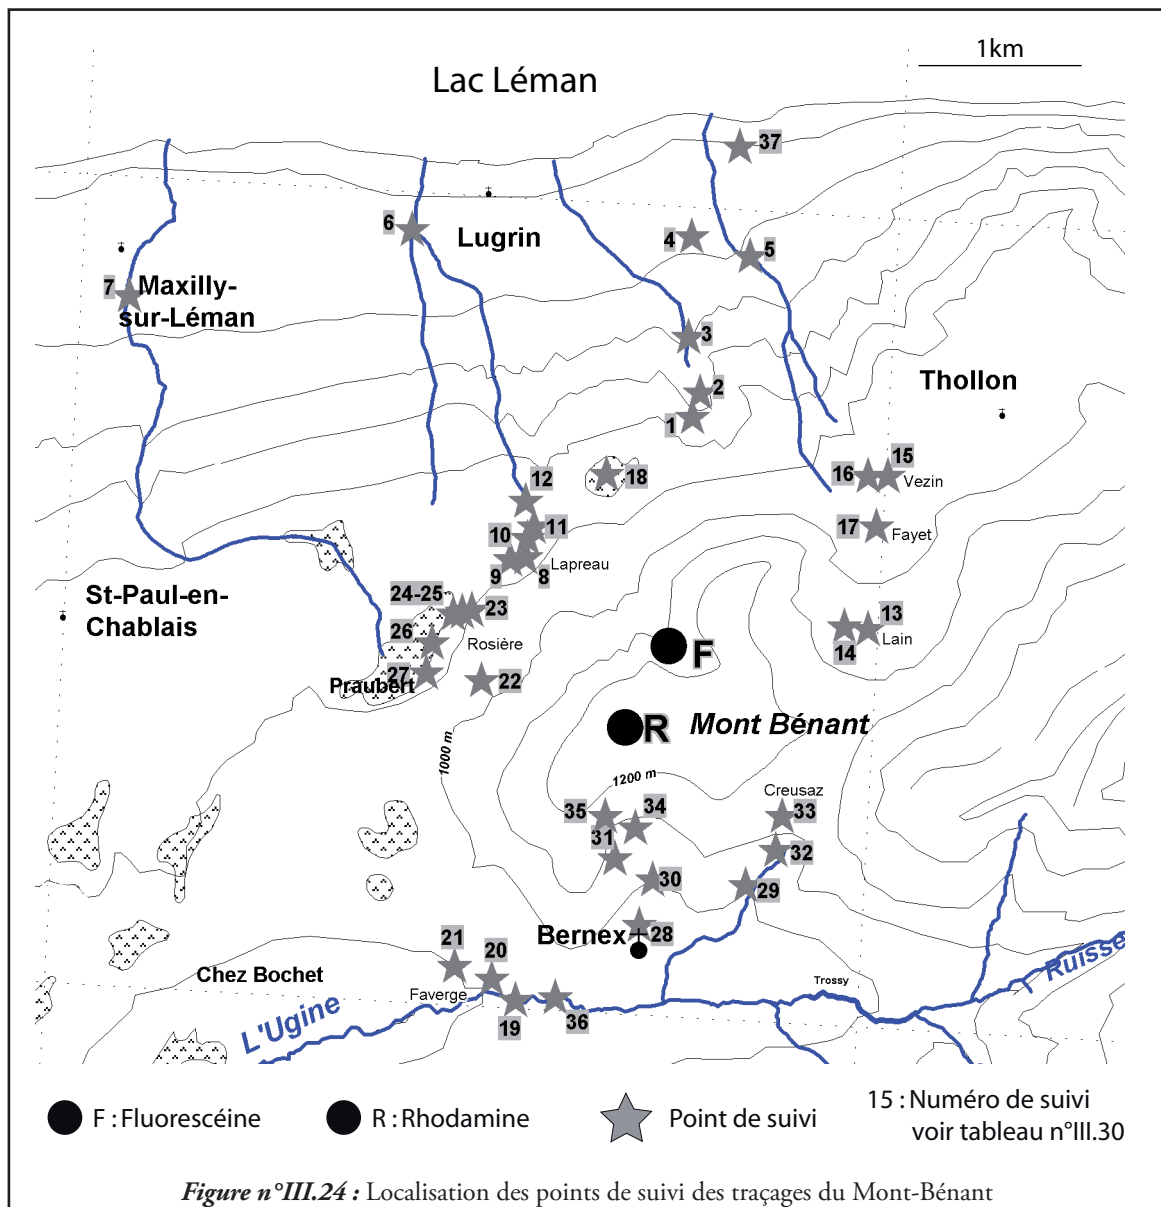 1km
Lac Léman
37
6
Lugrin
4
5
7
Maxilly-
sur-Léman
3
Thollon
2
1
18
16
15
Vezin
12
17
Fayet
11
10
9
8
Lapreau
St-Paul-en-
Chablais
24-25
23
26
Rosière
13
14
Lain
F
27
Praubert
22
R
Mont Bénant
1000 m
1200 m
Creusaz
35
34
33
31
32
30
29
Bernex
28
21
20
Chez Bochet
Faverge
19
36
Trossy
L'Ugine
Ruisse
F : Fluorescéine
R : Rhodamine
Point de suivi
15 : Numéro de suivi
voir tableau n°III.30
Figure n°III.24 : Localisation des points de suivi des traçages du Mont-Bénant